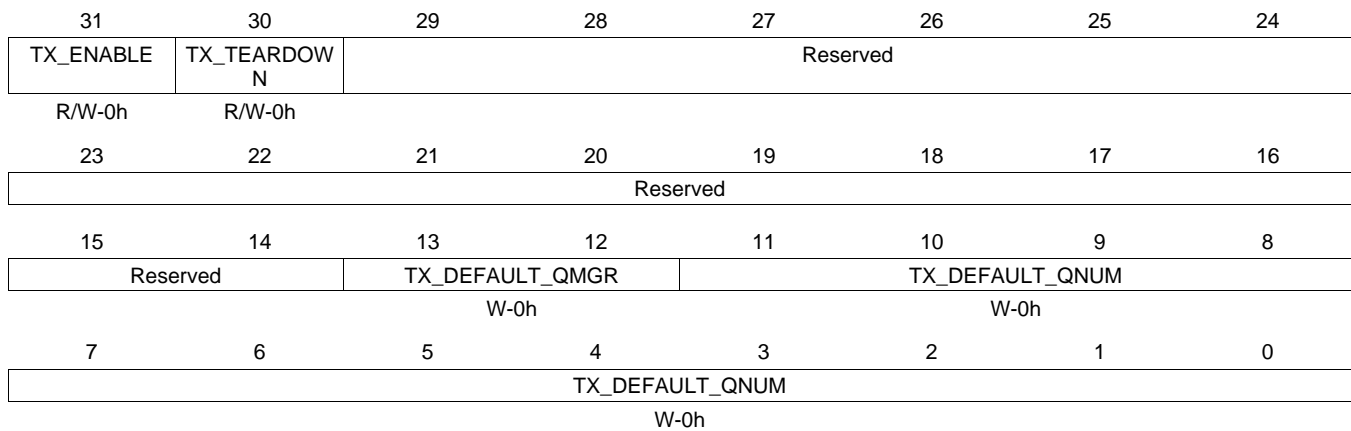 31 30 29 28 27 26 25 24
TX_ENABLE TX_TEARDOW Reserved
N
R/W-0h R/W-0h
23 22 21 20 19 18 17 16
Reserved
15 14 13 12 11 10 9 8
Reserved TX_DEFAULT_QMGR TX_DEFAULT_QNUM
W-0h W-0h
7 6 5 4 3 2 1 0
TX_DEFAULT_QNUM
W-0h